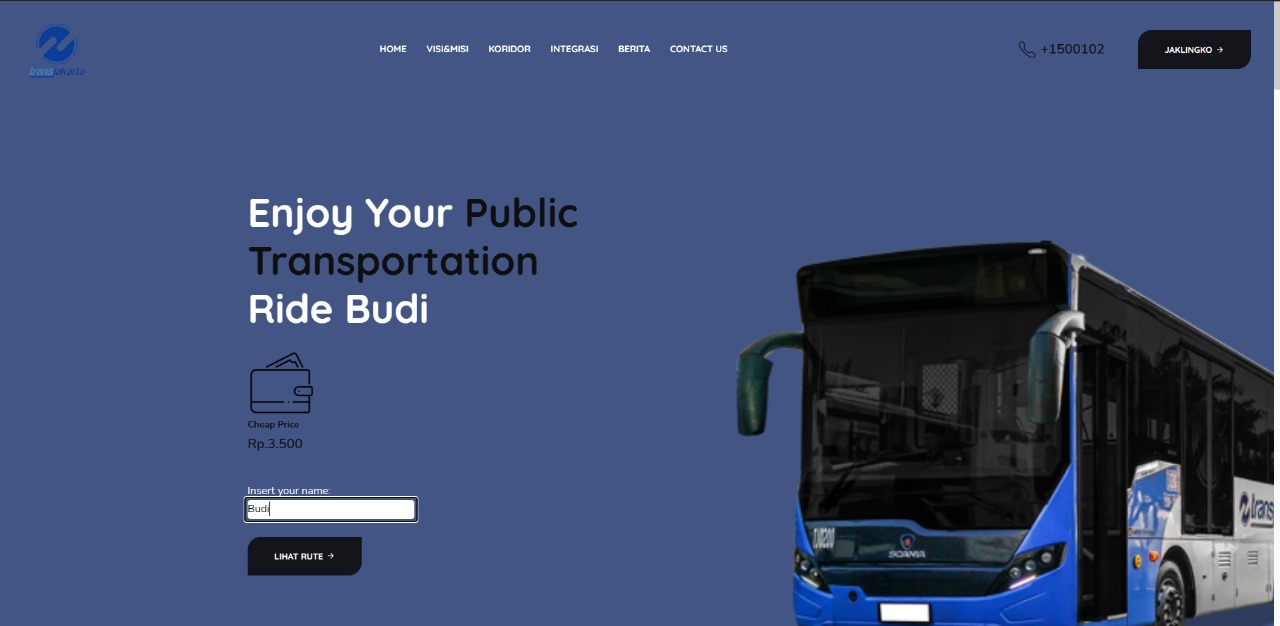 transjakarta
HOME VISI&MISI KORIDOR INTEGRASI BERITA CONTACT US
+1500102
JAKLINGKO →
Enjoy Your Public
Transportation
Ride Budi
Cheap Price
Rp.3.500
Insert your name:
Budi
LIHAT RUTE →
SCANIA
trans